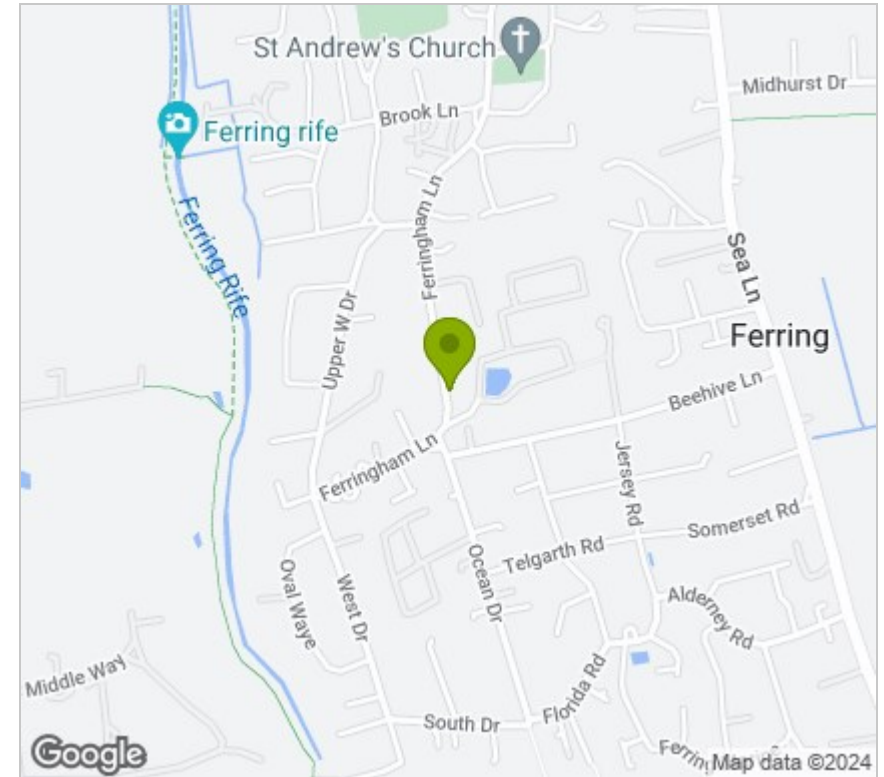 St Andrew's Church
Midhurst Dr
Brook Ln
Ferring rife
Ferringham Ln
Ferring Rife
Sea Ln
Upper W Dr
Ferring
Beehive Ln
Ferringham Ln
Jersey Rd
Somerset Rd
Telgarth Rd
Ocean Dr
Oval Waye
West Dr
Alderney Rd
Middle Way
Florida Rd
South Dr
Google
Map data ©2024